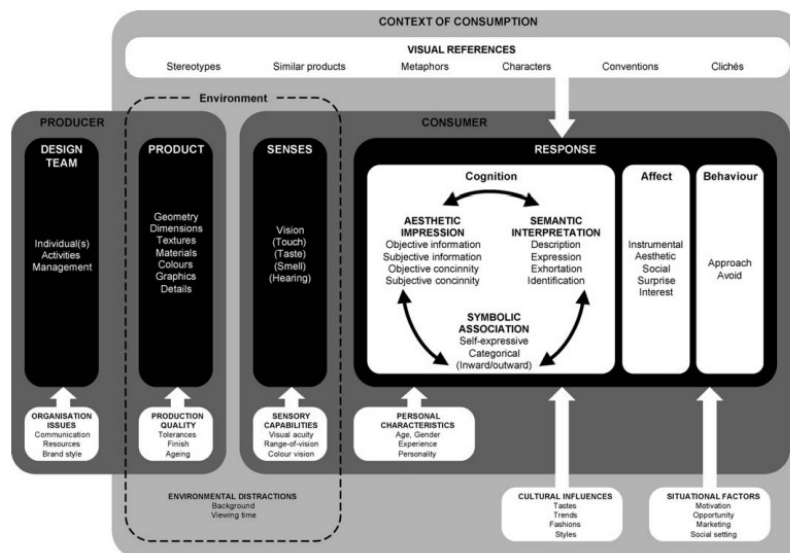 CONTEXT OF CONSUMPTION
VISUAL REFERENCES
Stereotypes Similar products Metaphors Characters Conventions Clichés
Environment
PRODUCER
CONSUMER
DESIGN
TEAM
Individual(s)
Activities
Management
PRODUCT
Geometry
Dimensions
Textures
Materials
Colours
Graphics
Details
SENSES
Vision
(Touch)
(Taste)
(Smell)
(Hearing)
RESPONSE
Cognition
AESTHETIC
IMPRESSION
Objective information
Subjective information
Objective concinnity
Subjective concinnity
SEMANTIC
INTERPRETATION
Description
Expression
Exhortation
Identification
SYMBOLIC
ASSOCIATION
Self-expressive
Categorical
(Inward/outward)
Affect
Instrumental
Aesthetic
Social
Surprise
Interest
Behaviour
Approach
Avoid
ORGANISATION
ISSUES
Communication
Resources
Brand style
PRODUCTION
QUALITY
Tolerances
Finish
Ageing
SENSORY
CAPABILITIES
Visual acuity
Range-of-vision
Colour vision
PERSONAL
CHARACTERISTICS
Age, Gender
Experience
Personality
ENVIRONMENTAL DISTRACTIONS
Background
Viewing time
CULTURAL INFLUENCES
Tastes
Trends
Fashions
Styles
SITUATIONAL FACTORS
Motivation
Opportunity
Marketing
Social setting